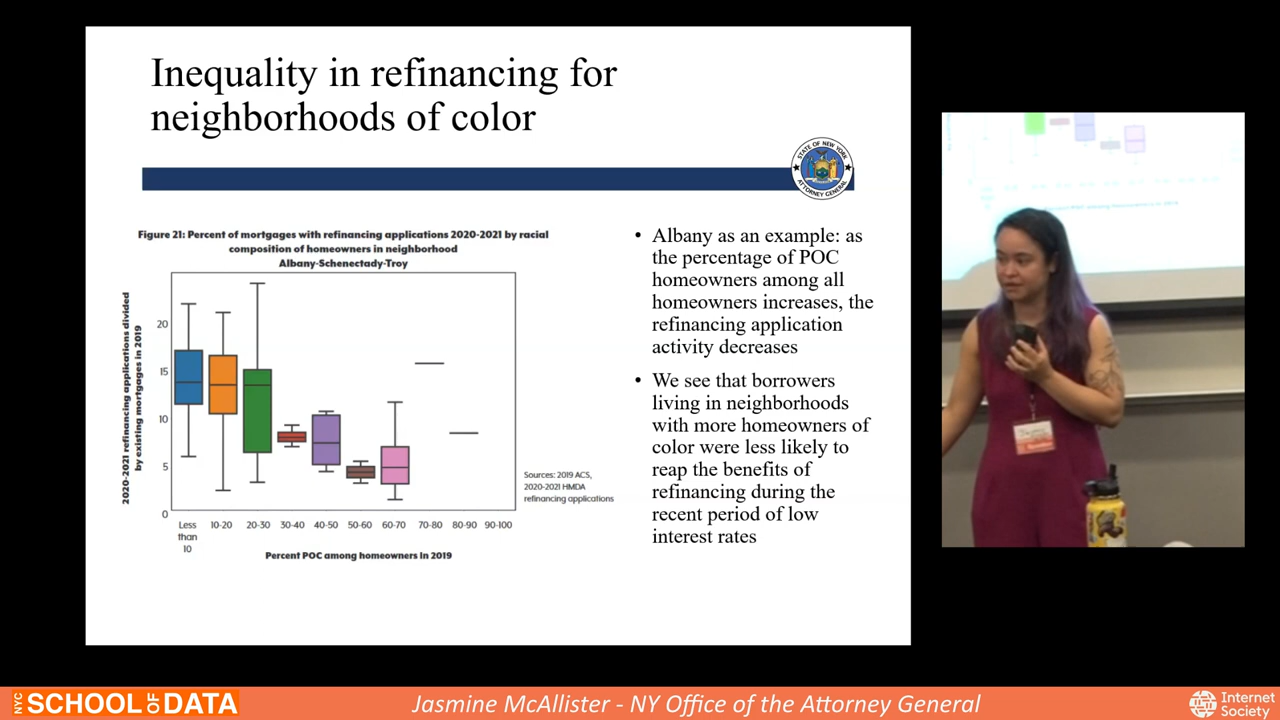 Inequality in refinancing for
neighborhoods of color
STATE OF NEW YORK
ATTORNEY GENERAL
Figure 21: Percent of mortgages with refinancing applications 2020-2021 by racial
composition of homeowners in neighborhood
Albany-Schenectady-Troy
2020-2021 refinancing applications divided
by existing mortgages in 2019
20
15
10
5
0
Less
than
10
10-20
20-30
30-40
40-50
50-60
60-70
70-80
80-90
90-100
Percent POC among homeowners in 2019
Sources: 2019 ACS,
2020-2021 HMDA
refinancing applications
• Albany as an example: as
the percentage of POC
homeowners among all
homeowners increases, the
refinancing application
activity decreases
• We see that borrowers
living in neighborhoods
with more homeowners of
color were less likely to
reap the benefits of
refinancing during the
recent period of low
interest rates
NYC SCHOOL OF DATA
Jasmine McAllister - NY Office of the Attorney General
Internet
Society